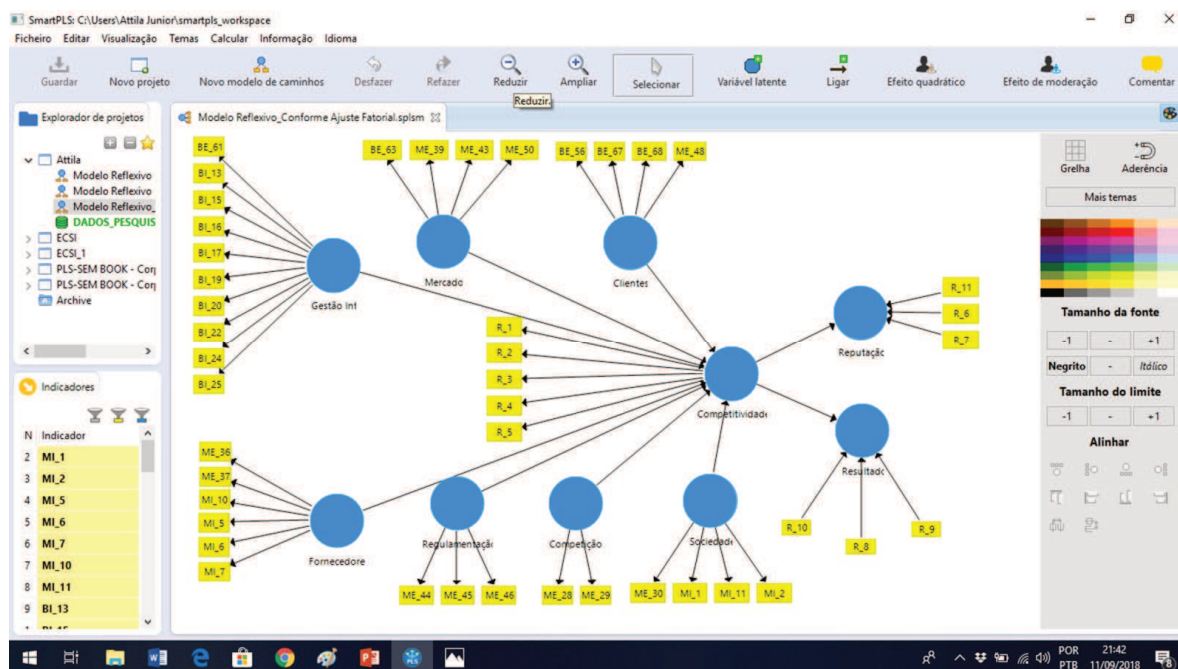 SmartPLS: C:\Users\Attila Junior\smartpls_workspace
Ficheiro Editar Visualização Temas Calcular Informação Idioma
Guardar Novo projeto Novo modelo de caminhos Desfazer Refazer Reduzir Ampliar Selecionar Variável latente Ligar Efeito quadrático Efeito de moderação Comentar
Reduzir.
Explorador de projetos
Attila
Modelo Reflexivo
Modelo Reflexivo
Modelo Reflexivo_
DADOS_PESQUIS
ECSI
ECSI_1
PLS-SEM BOOK - Corp
PLS-SEM BOOK - Corp
Archive
Indicadores
N Indicador
2 MI_1
3 MI_2
4 MI_5
5 MI_6
6 MI_7
7 MI_10
8 MI_11
9 BI_13
Modelo Reflexivo_Conforme Ajuste Fatorial.splsm
BE_61
BI_13
BI_15
BI_16
BI_17
BI_19
BI_20
BI_22
BI_24
BI_25
Gestão Int
BE_63 ME_39 ME_43 ME_50
Mercado
BE_56 BE_67 BE_68 ME_48
Clientes
R_1
R_2
R_3
R_4
R_5
Competitividade
R_11
R_6
R_7
Reputação
Resultado
R_10 R_8 R_9
ME_36
ME_37
MI_10
MI_5
MI_6
MI_7
Fornecedore
Regulamentação
ME_44 ME_45 ME_46
Competição
ME_28 ME_29
Sociedade
ME_30 MI_1 MI_11 MI_2
Grelha Aderência
Mais temas
Tamanho da fonte
-1 - +1
Negrito - Itálico
Tamanho do limite
-1 - +1
Alinhar
POR 21:42
PTB 11/09/2018
8